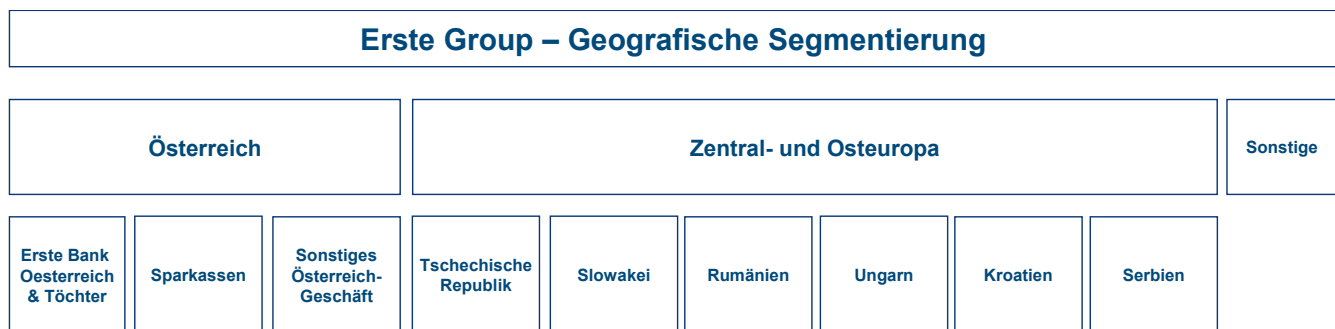 Erste Group – Geografische Segmentierung
Österreich
Zentral- und Osteuropa
Sonstige
Erste Bank
Oesterreich
& Töchter
Sparkassen
Sonstiges
Österreich-
Geschäft
Tschechische
Republik
Slowakei
Rumänien
Ungarn
Kroatien
Serbien